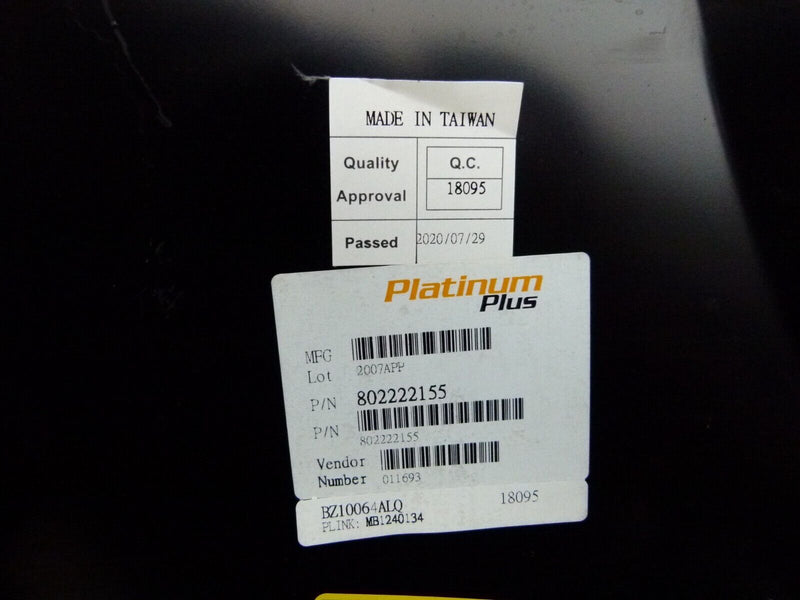 MADE IN TAIWAN
Quality
Approval
Q.C.
18095
Passed
2020/07/29
Platinum
Plus
MFG
Lot
2007APP
P/N 802222155
P/N
802222155
Vendor
Number
011693
BZ10064ALQ 18095
PLINK: MB1240134